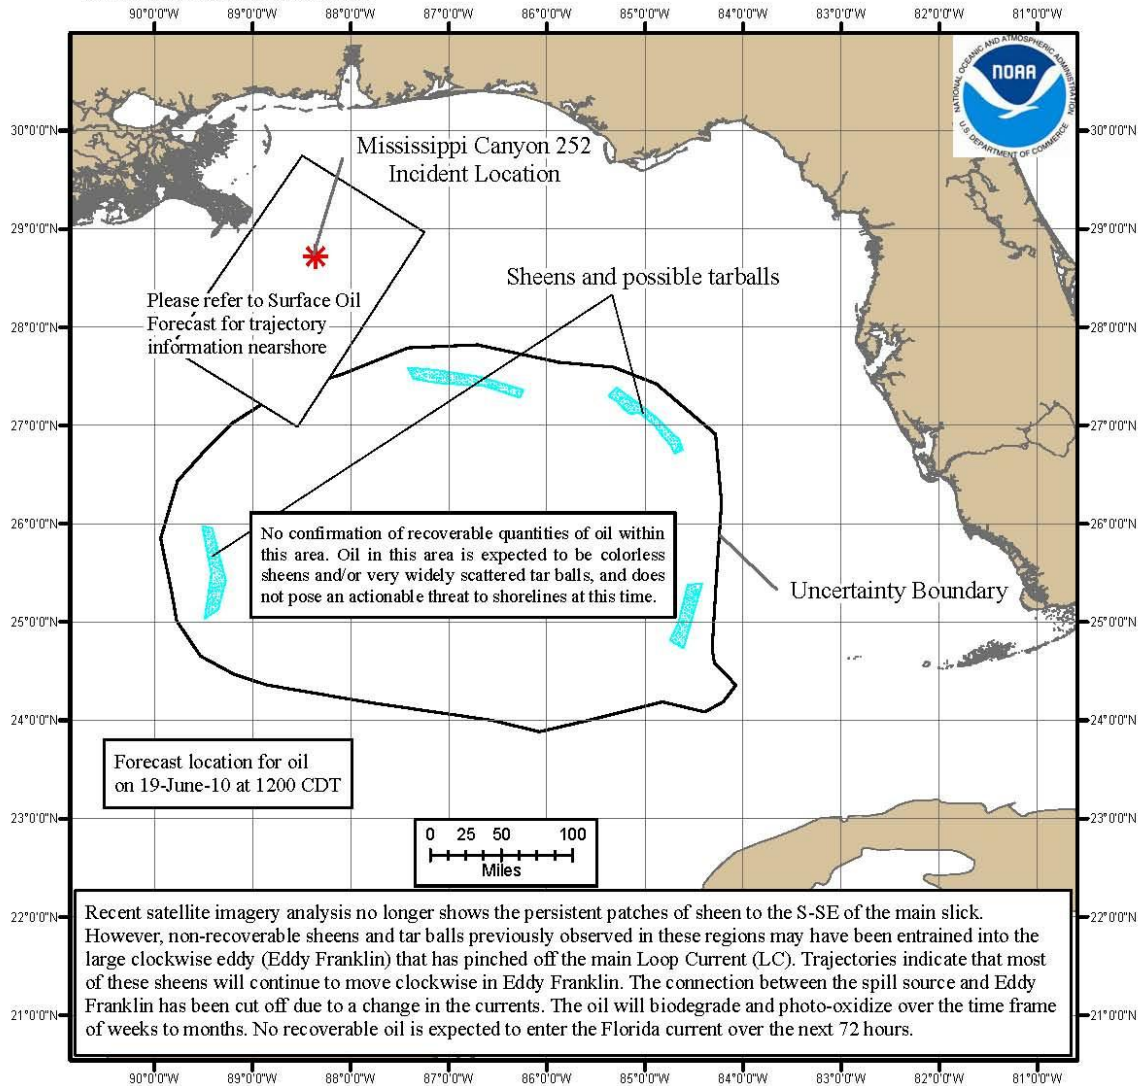 90°0'0"W 89°0'0"W 88°0'0"W 87°0'0"W 86°0'0"W 85°0'0"W 84°0'0"W 83°0'0"W 82°0'0"W 81°0'0"W
NATIONAL OCEANIC AND ATMOSPHERIC ADMINISTRATION
NOAA
U.S. DEPARTMENT OF COMMERCE
30°0'0"N 30°0'0"N
Mississippi Canyon 252
Incident Location
29°0'0"N 29°0'0"N
Sheens and possible tarballs
Please refer to Surface Oil
Forecast for trajectory
information nearshore
28°0'0"N 28°0'0"N
27°0'0"N 27°0'0"N
26°0'0"N 26°0'0"N
No confirmation of recoverable quantities of oil within
this area. Oil in this area is expected to be colorless
sheens and/or very widely scattered tar balls, and does
not pose an actionable threat to shorelines at this time.
Uncertainty Boundary
25°0'0"N 25°0'0"N
24°0'0"N 24°0'0"N
Forecast location for oil
on 19-June-10 at 1200 CDT
23°0'0"N 23°0'0"N
0 25 50 100
Miles
22°0'0"N 22°0'0"N
Recent satellite imagery analysis no longer shows the persistent patches of sheen to the S-SE of the main slick.
However, non-recoverable sheens and tar balls previously observed in these regions may have been entrained into the
large clockwise eddy (Eddy Franklin) that has pinched off the main Loop Current (LC). Trajectories indicate that most
of these sheens will continue to move clockwise in Eddy Franklin. The connection between the spill source and Eddy
Franklin has been cut off due to a change in the currents. The oil will biodegrade and photo-oxidize over the time frame
of weeks to months. No recoverable oil is expected to enter the Florida current over the next 72 hours.
21°0'0"N 21°0'0"N
90°0'0"W 89°0'0"W 88°0'0"W 87°0'0"W 86°0'0"W 85°0'0"W 84°0'0"W 83°0'0"W 82°0'0"W 81°0'0"W